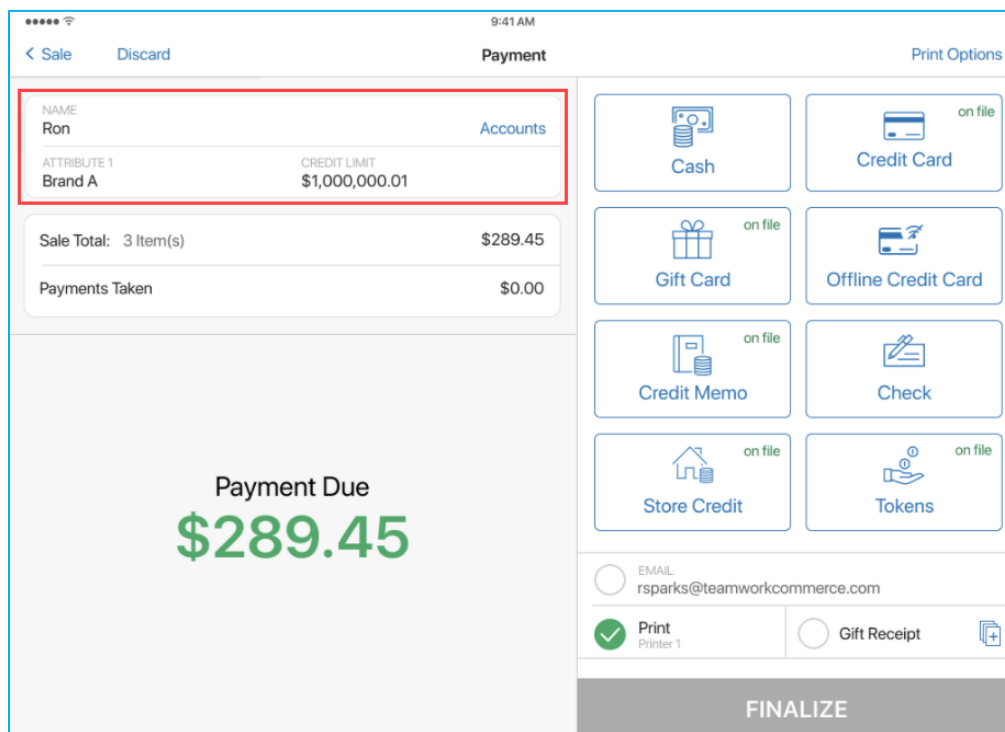 9:41 AM
Sale Discard Payment Print Options
NAME
Ron
Accounts
ATTRIBUTE 1 CREDIT LIMIT
Brand A $1,000,000.01
Sale Total: 3 Item(s) $289.45
Payments Taken $0.00
Payment Due
$289.45
Cash
on file
Credit Card
on file
Gift Card
Offline Credit Card
on file
Credit Memo
Check
on file
Store Credit
on file
Tokens
EMAIL
rsparks@teamworkcommerce.com
Print
Printer 1
Gift Receipt
FINALIZE